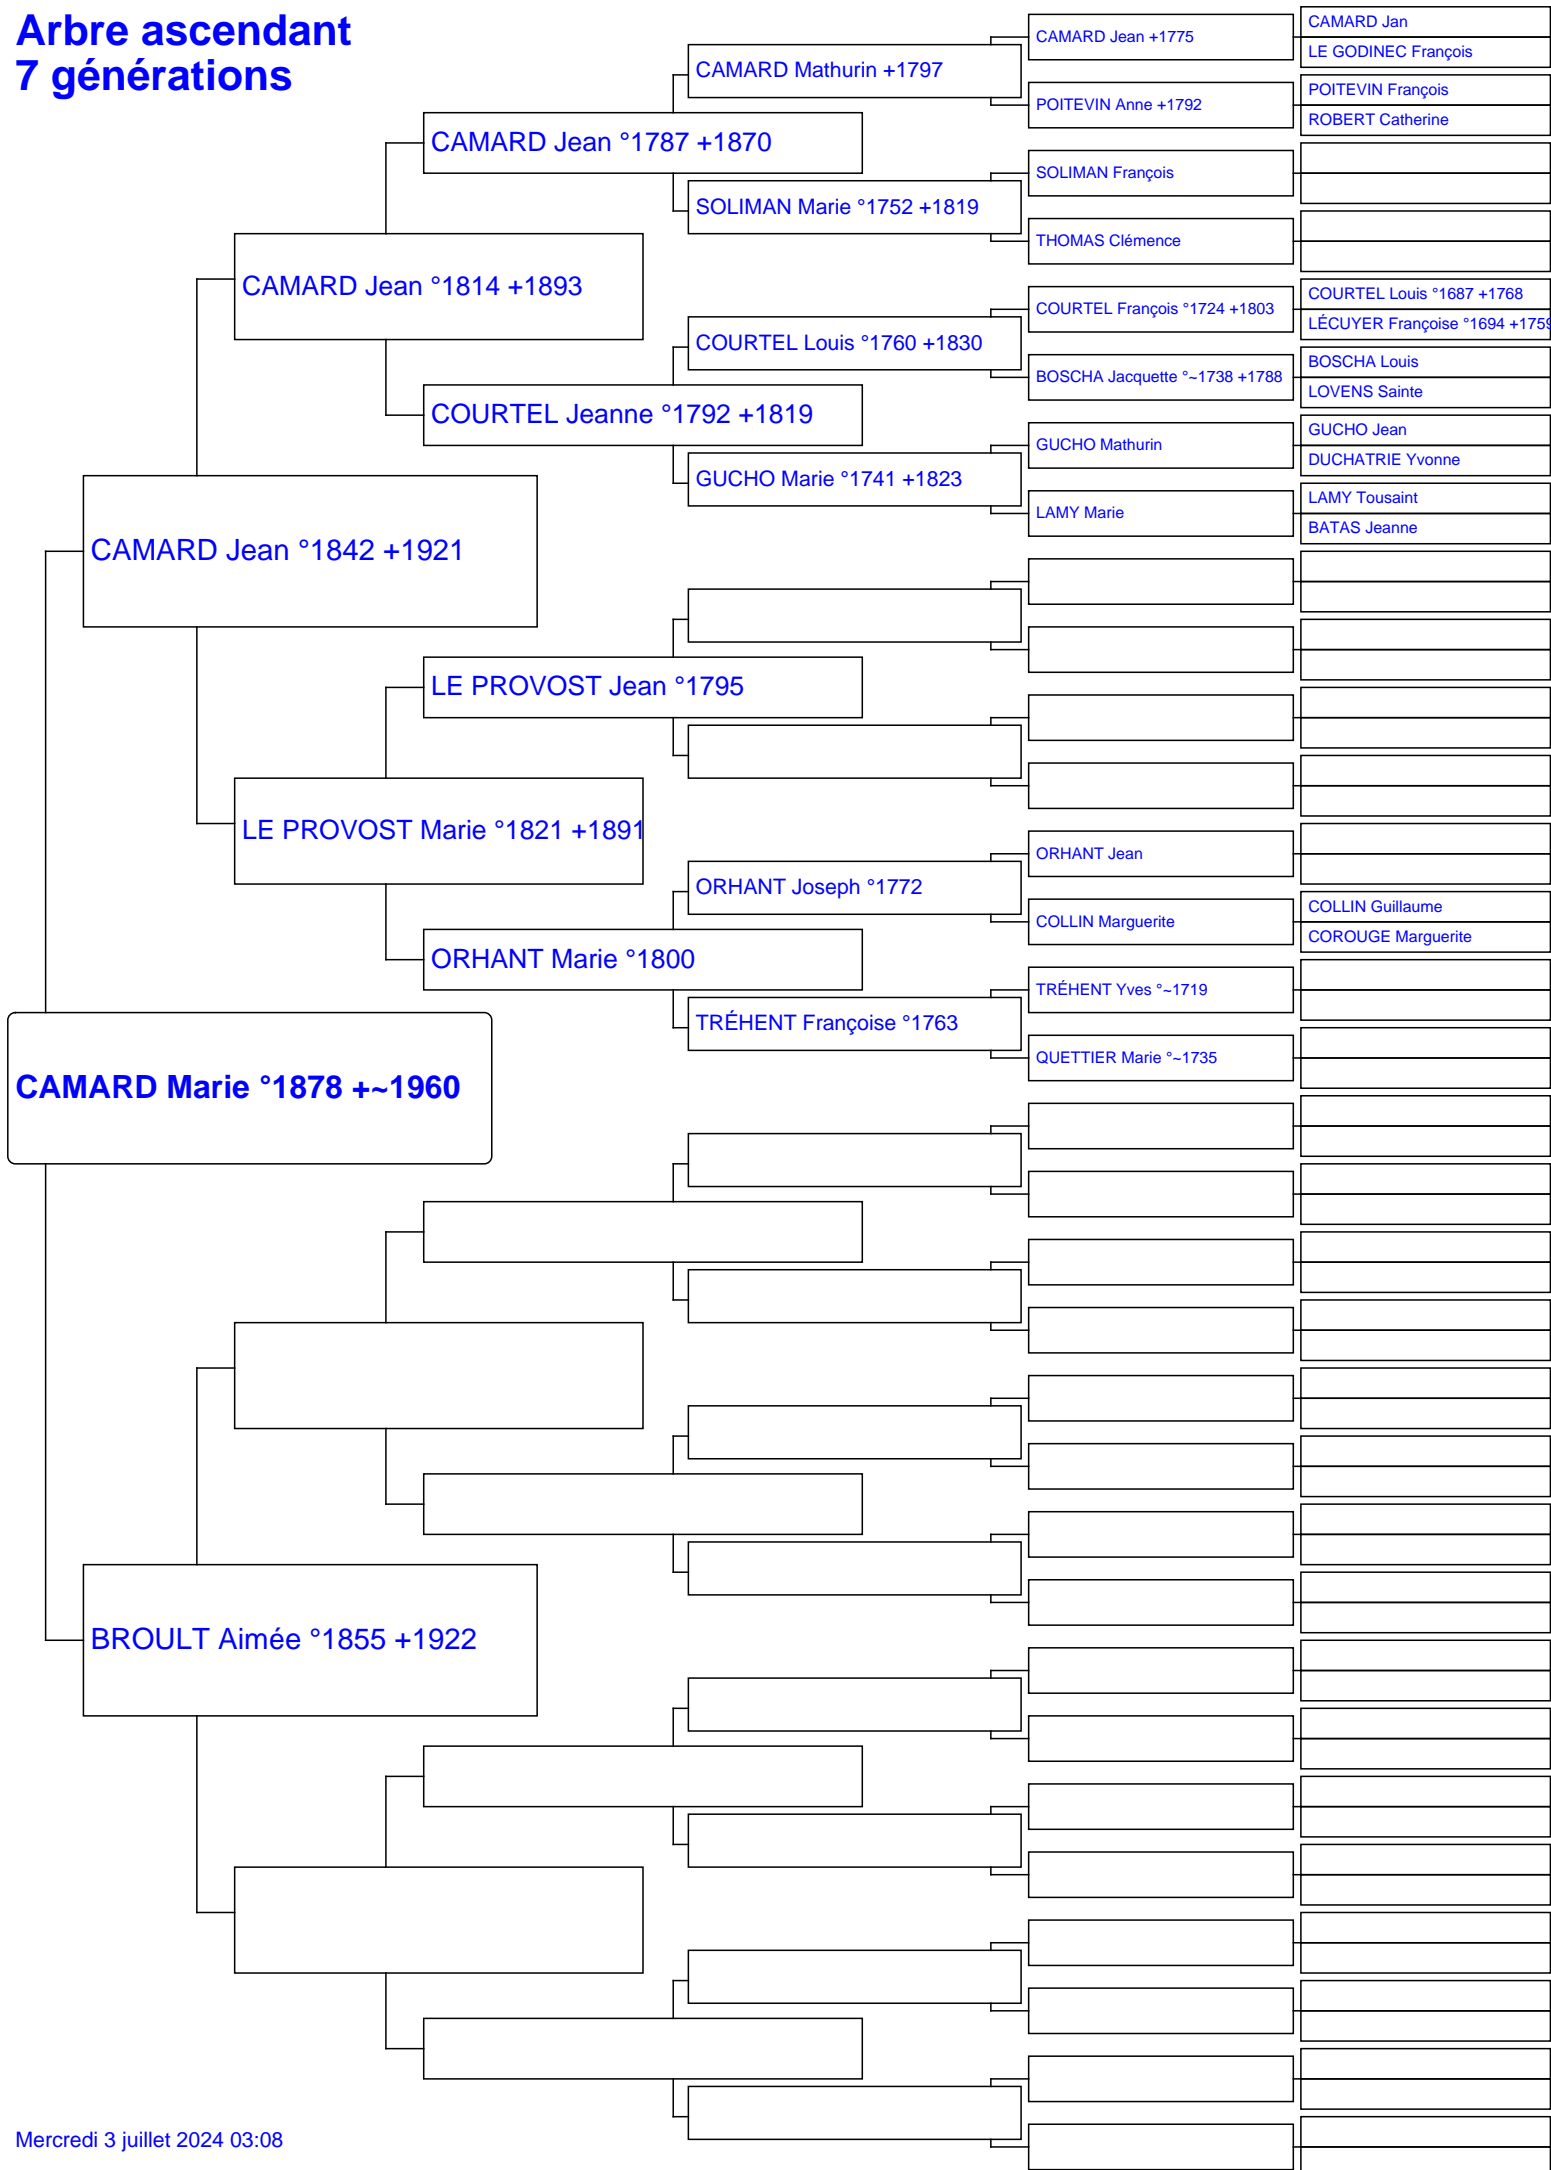 Arbre ascendant
7 générations
CAMARD Jan
CAMARD Jean +1775
LE GODINEC François
CAMARD Mathurin +1797
POITEVIN François
POITEVIN Anne +1792
ROBERT Catherine
CAMARD Jean °1787 +1870
SOLIMAN François
SOLIMAN Marie °1752 +1819
THOMAS Clémence
CAMARD Jean °1814 +1893
COURTEL Louis °1687 +1768
COURTEL François °1724 +1803
LÉCUYER Françoise °1694 +1759
COURTEL Louis °1760 +1830
BOSCHA Louis
BOSCHA Jacquette °~1738 +1788
LOVENS Sainte
COURTEL Jeanne °1792 +1819
GUCHO Jean
GUCHO Mathurin
DUCHATRIE Yvonne
GUCHO Marie °1741 +1823
LAMY Tousaint
LAMY Marie
BATAS Jeanne
CAMARD Jean °1842 +1921
LE PROVOST Jean °1795
LE PROVOST Marie °1821 +1891
ORHANT Jean
ORHANT Joseph °1772
COLLIN Guillaume
COLLIN Marguerite
COROUGE Marguerite
ORHANT Marie °1800
TRÉHENT Yves °~1719
TRÉHENT Françoise °1763
QUETTIER Marie °~1735
CAMARD Marie °1878 +~1960
BROULT Aimée °1855 +1922
Mercredi 3 juillet 2024 03:08